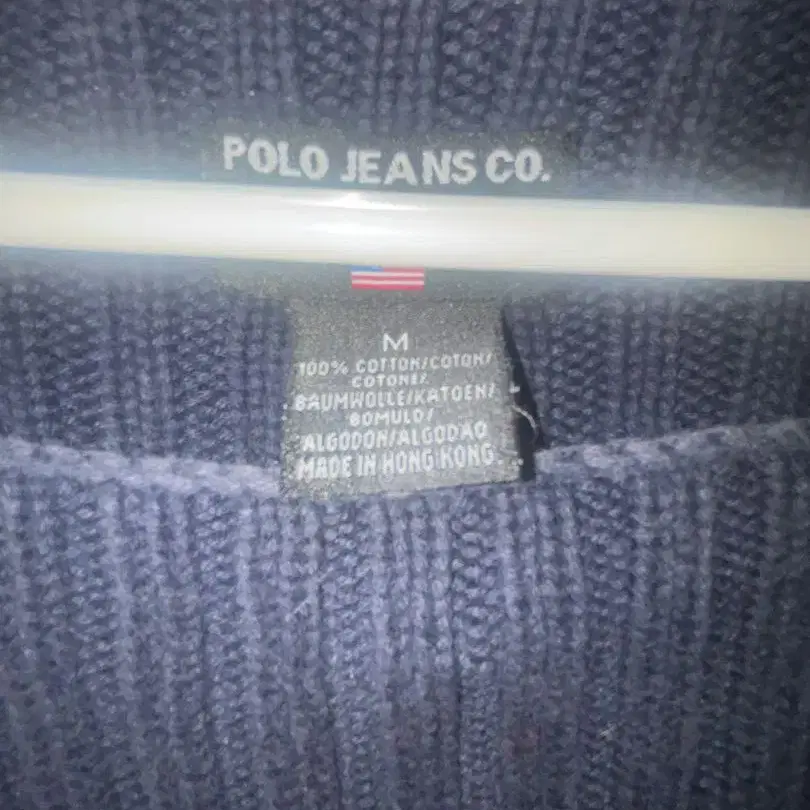 POLO JEANS CO.
M
100% COTTON/COTON/
COTONE/
BAUMWOLLE/KATOEN/
BOMULD/
ALGODON/ALGODAO
MADE IN HONG KONG